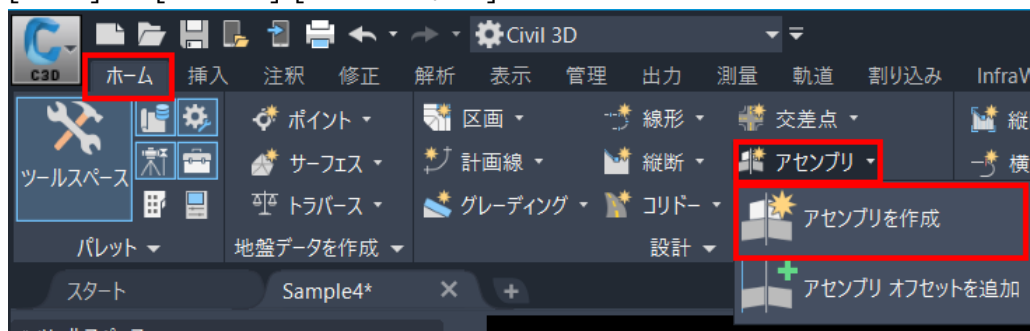 Civil 3D
C3D ホーム 挿入 注釈 修正 解析 表示 管理 出力 測量 軌道 割り込み
ポイント 区画 線形 交差点
サーフェス 計画線 縦断 アセンブリ
ツールスペース
トラバース グレーディング コリドー アセンブリを作成
パレット 地盤データを作成 設計
スタート Sample4* アセンブリ オフセットを追加